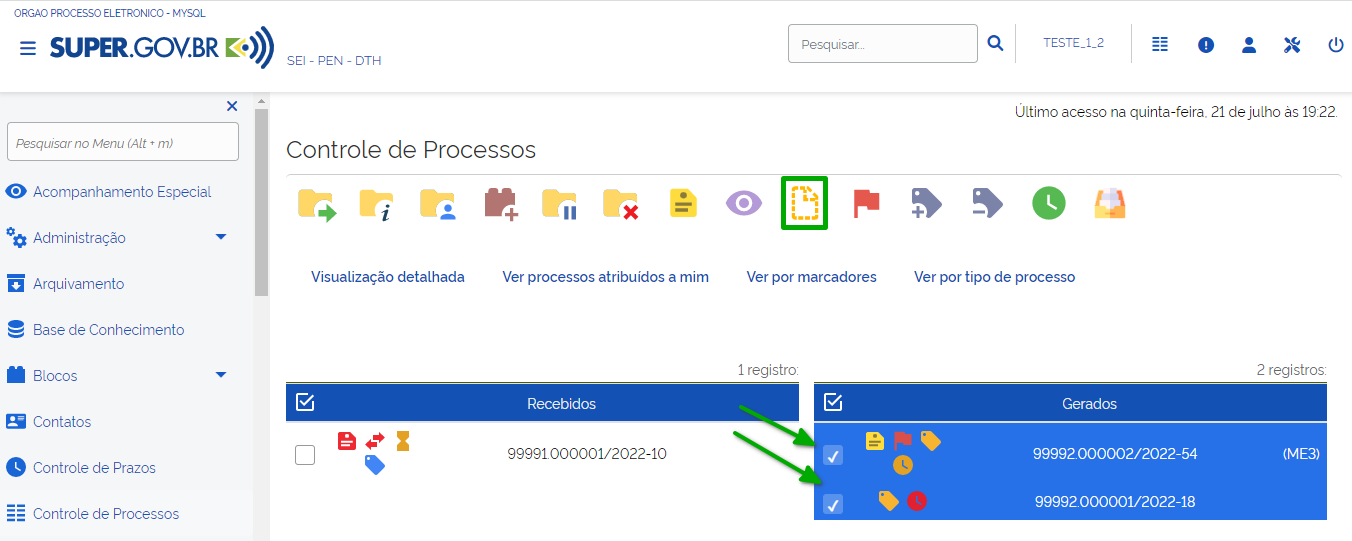 ORGAO PROCESSO ELETRONICO - MYSQL
SUPER.GOV.BR
SEI - PEN - DTH
Pesquisar...
TESTE_1_2
Último acesso na quinta-feira, 21 de julho às 19:22.
Pesquisar no Menu (Alt + m)
Acompanhamento Especial
Administração
Arquivamento
Base de Conhecimento
Blocos
Contatos
Controle de Prazos
Controle de Processos
Controle de Processos
Visualização detalhada
Ver processos atribuídos a mim
Ver por marcadores
Ver por tipo de processo
1 registro:
Recebidos
99991.000001/2022-10
2 registros:
Gerados
99992.000002/2022-54
(ME3)
99992.000001/2022-18